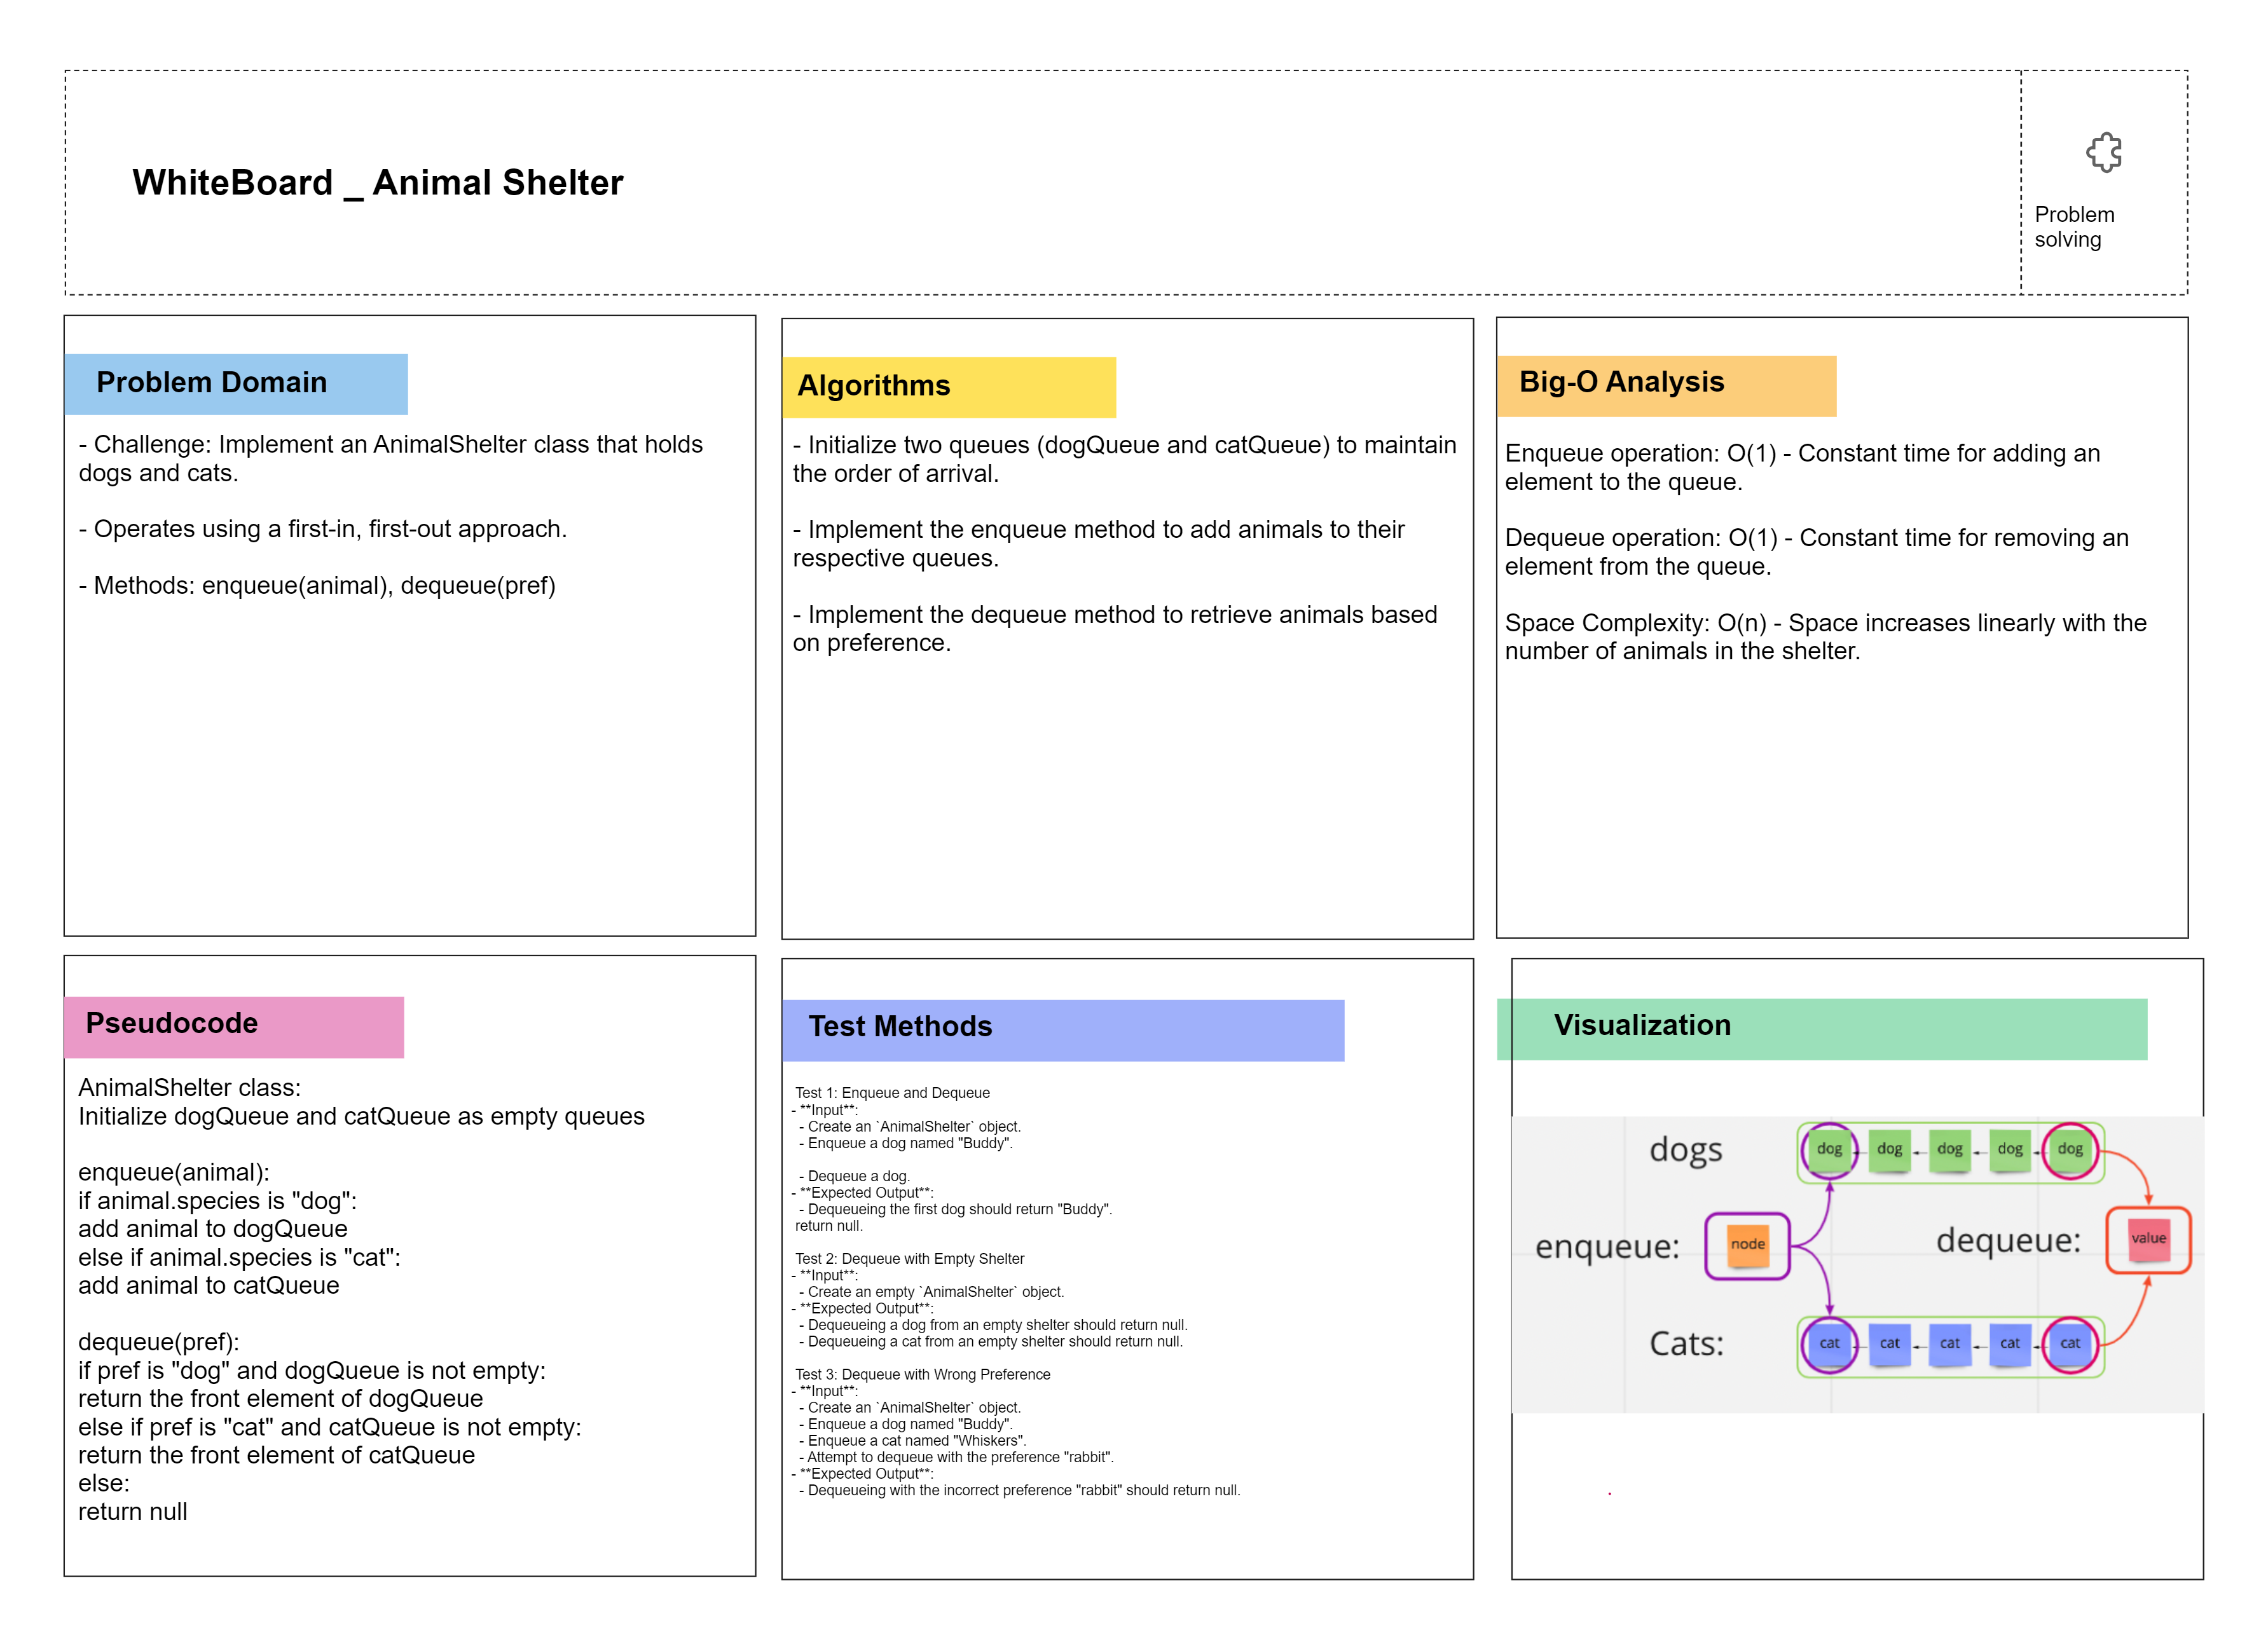 WhiteBoard _ Animal Shelter
Problem
solving
Problem Domain
- Challenge: Implement an AnimalShelter class that holds
dogs and cats.
- Operates using a first-in, first-out approach.
- Methods: enqueue(animal), dequeue(pref)
Algorithms
- Initialize two queues (dogQueue and catQueue) to maintain
the order of arrival.
- Implement the enqueue method to add animals to their
respective queues.
- Implement the dequeue method to retrieve animals based
on preference.
Big-O Analysis
Enqueue operation: O(1) - Constant time for adding an
element to the queue.
Dequeue operation: O(1) - Constant time for removing an
element from the queue.
Space Complexity: O(n) - Space increases linearly with the
number of animals in the shelter.
Pseudocode
AnimalShelter class:
Initialize dogQueue and catQueue as empty queues
enqueue(animal):
if animal.species is "dog":
add animal to dogQueue
else if animal.species is "cat":
add animal to catQueue
dequeue(pref):
if pref is "dog" and dogQueue is not empty:
return the front element of dogQueue
else if pref is "cat" and catQueue is not empty:
return the front element of catQueue
else:
return null
Test Methods
Test 1: Enqueue and Dequeue
- **Input**:
- Create an `AnimalShelter` object.
- Enqueue a dog named "Buddy".
- Dequeue a dog.
- **Expected Output**:
- Dequeueing the first dog should return "Buddy".
return null.
Test 2: Dequeue with Empty Shelter
- **Input**:
- Create an empty `AnimalShelter` object.
- **Expected Output**:
- Dequeueing a dog from an empty shelter should return null.
- Dequeueing a cat from an empty shelter should return null.
Test 3: Dequeue with Wrong Preference
- **Input**:
- Create an `AnimalShelter` object.
- Enqueue a dog named "Buddy".
- Enqueue a cat named "Whiskers".
- Attempt to dequeue with the preference "rabbit".
- **Expected Output**:
- Dequeueing with the incorrect preference "rabbit" should return null.
Visualization
dogs
dog dog dog dog dog
enqueue:
node
dequeue:
value
Cats:
cat cat cat cat cat